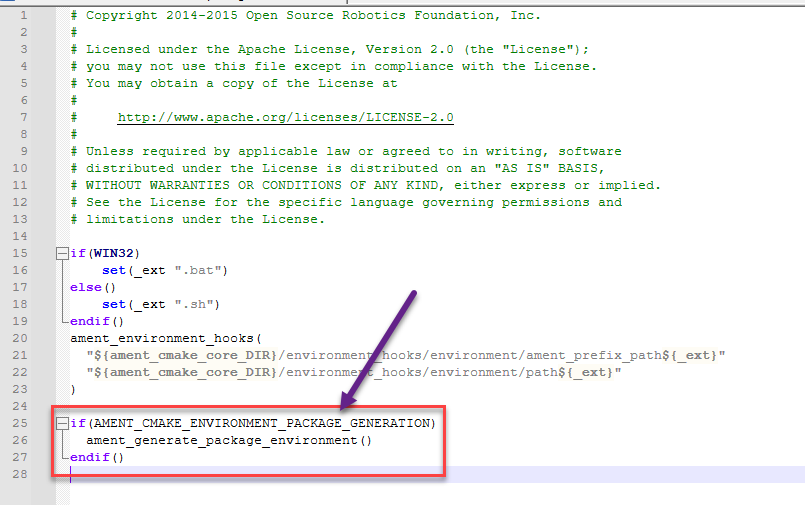 1 # Copyright 2014-2015 Open Source Robotics Foundation, Inc.
2 #
3 # Licensed under the Apache License, Version 2.0 (the "License");
4 # you may not use this file except in compliance with the License.
5 # You may obtain a copy of the License at
6 #
7 #     http://www.apache.org/licenses/LICENSE-2.0
8 #
9 # Unless required by applicable law or agreed to in writing, software
10 # distributed under the License is distributed on an "AS IS" BASIS,
11 # WITHOUT WARRANTIES OR CONDITIONS OF ANY KIND, either express or implied.
12 # See the License for the specific language governing permissions and
13 # limitations under the License.
14
15 if(WIN32)
16     set(_ext ".bat")
17 else()
18     set(_ext ".sh")
19 endif()
20 ament_environment_hooks(
21   "${ament_cmake_core_DIR}/environment_hooks/environment/ament_prefix_path${_ext}"
22   "${ament_cmake_core_DIR}/environment_hooks/environment/path${_ext}"
23 )
24
25 if(AMENT_CMAKE_ENVIRONMENT_PACKAGE_GENERATION)
26   ament_generate_package_environment()
27 endif()
28